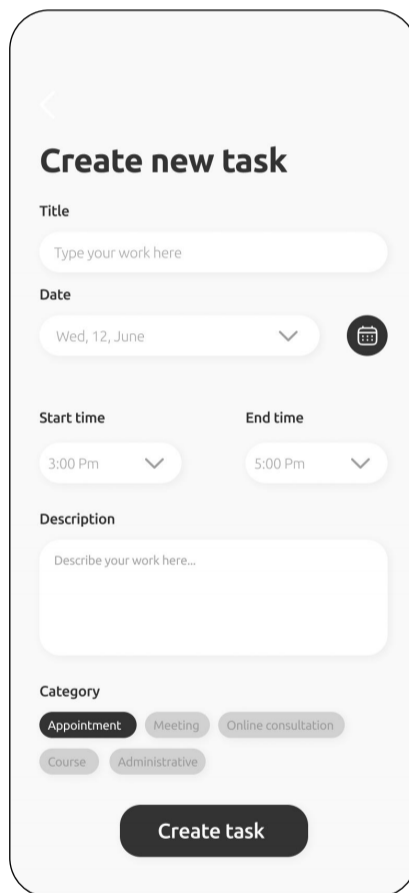 Create new task
Title
Type your work here
Date
Wed, 12, June
Start time End time
3:00 Pm 5:00 Pm
Description
Describe your work here...
Category
Appointment Meeting Online consultation
Course Administrative
Create task